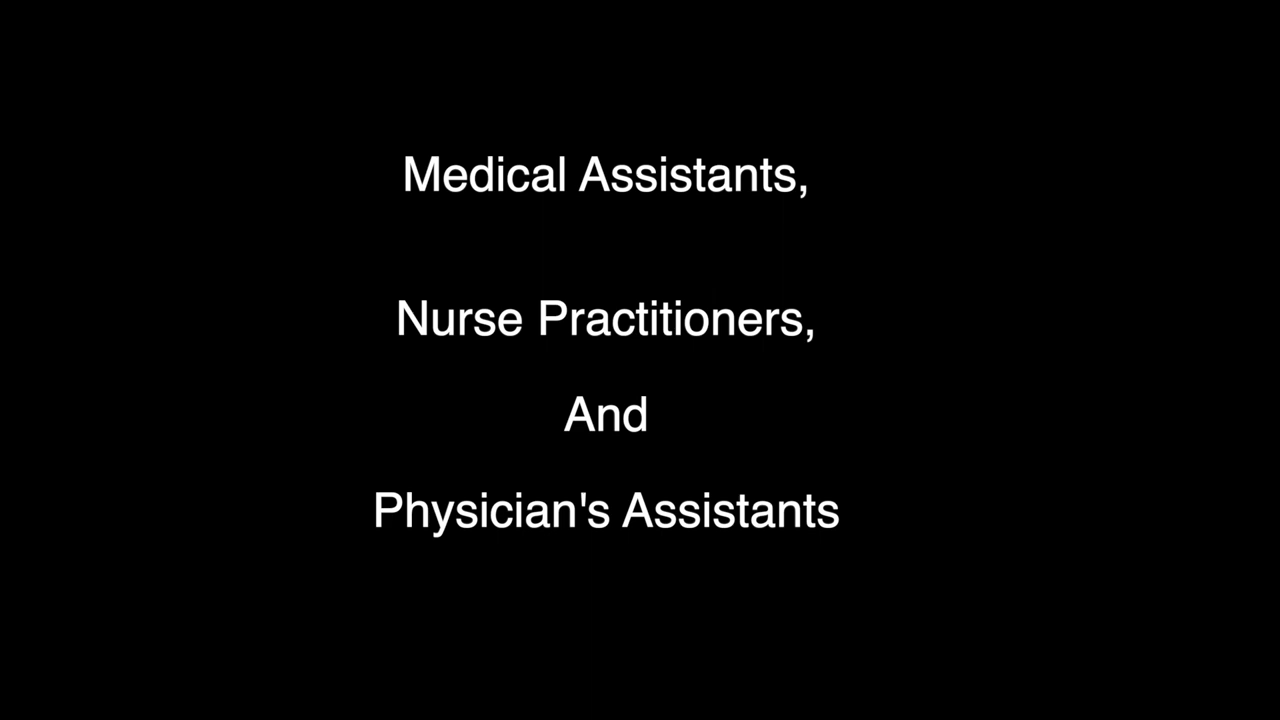 Medical Assistants,
Nurse Practitioners,
And
Physician's Assistants